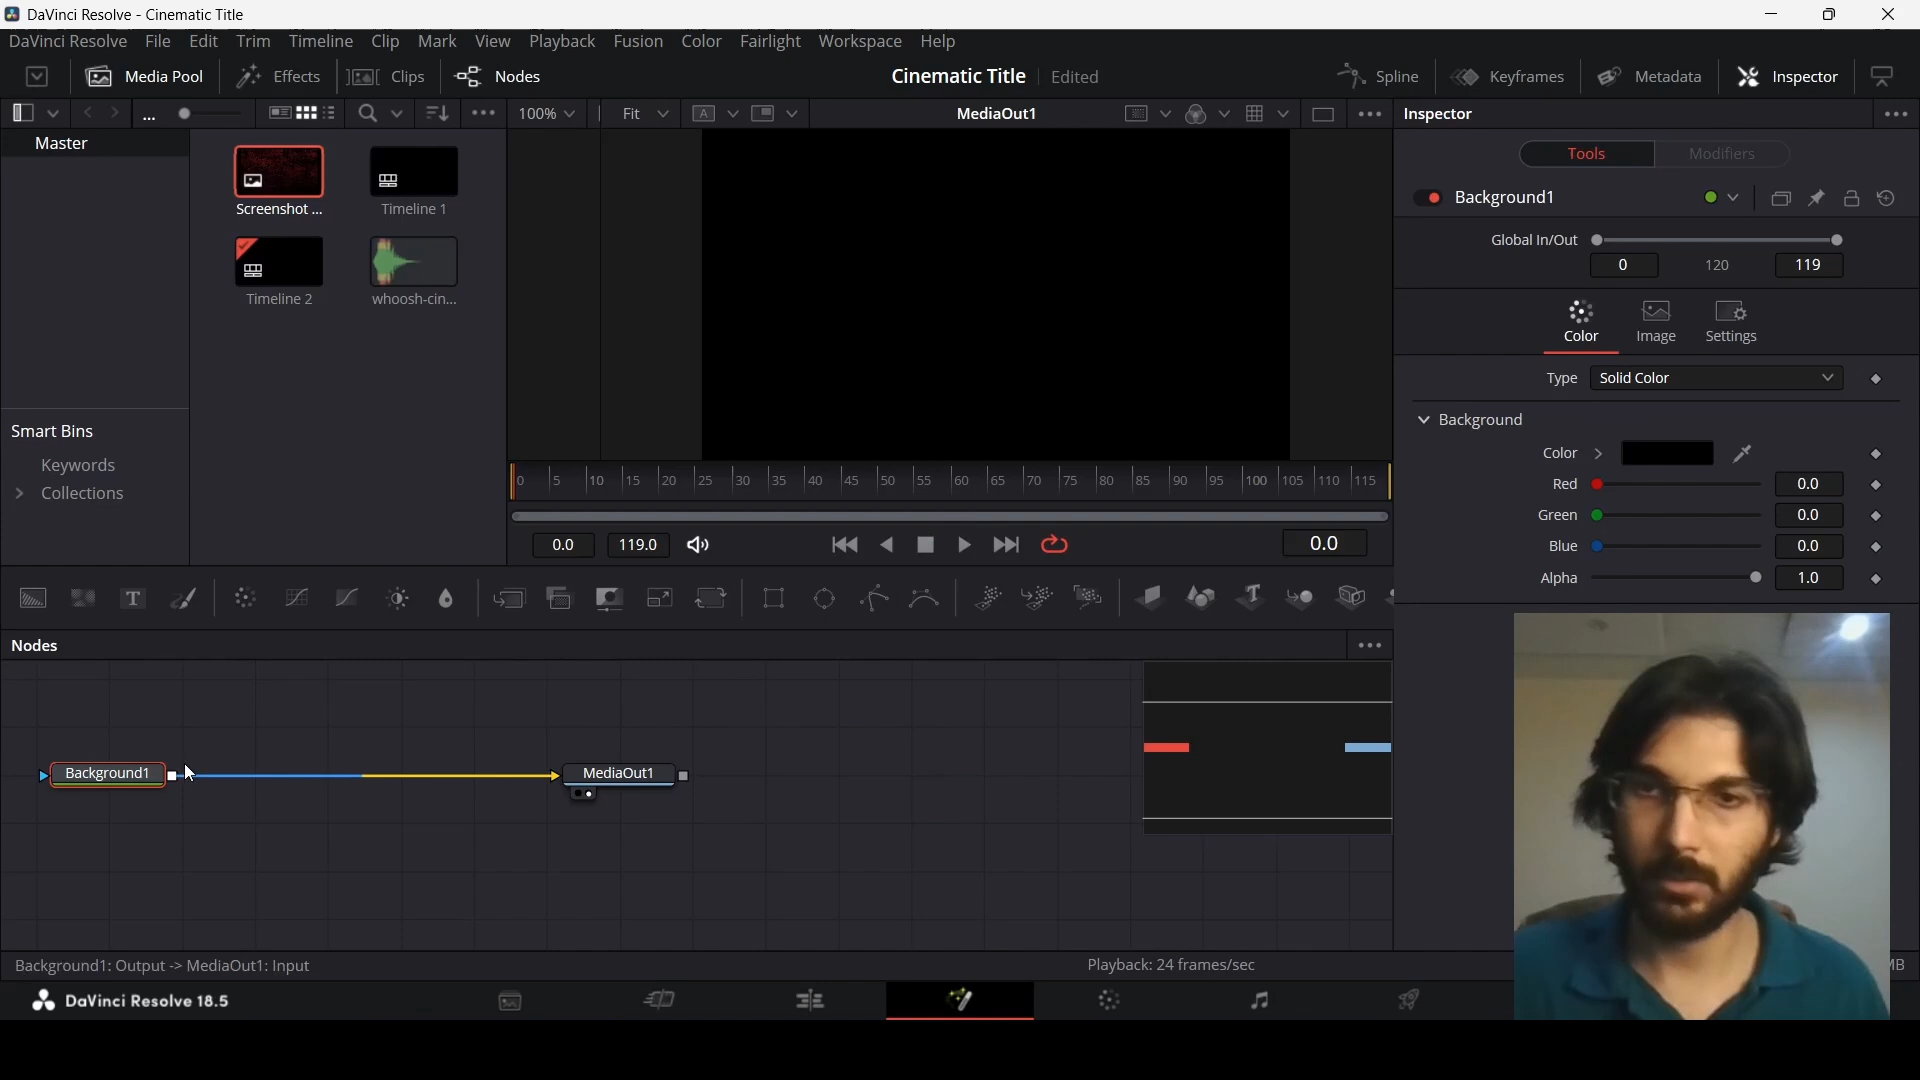 DaVinci Resolve - Cinematic Title
DaVinci Resolve File Edit Trim Timeline Clip Mark View Playback Fusion Color Fairlight Workspace Help
Media Pool Effects Clips Nodes Cinematic Title Edited Spline Keyframes Metadata Inspector
... 100% Fit A MediaOut1 Inspector
Master
Screenshot ... Timeline 1
Timeline 2 whoosh-cin...
Smart Bins
Keywords
Collections
0 5 10 15 20 25 30 35 40 45 50 55 60 65 70 75 80 85 90 95 100 105 110 115
0.0 119.0 0.0
Tools Modifiers
Background1
Global In/Out
0 120 119
Color Image Settings
Type Solid Color
Background
Color
Red 0.0
Green 0.0
Blue 0.0
Alpha 1.0
T T
Nodes
Background1 MediaOut1
Background1: Output -> MediaOut1: Input Playback: 24 frames/sec MB
DaVinci Resolve 18.5